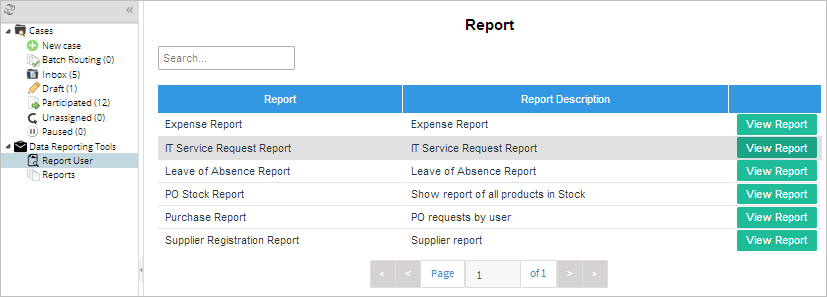 «
Cases
New case
Batch Routing (0)
Inbox (5)
Draft (1)
Participated (12)
Unassigned (0)
Paused (0)
Data Reporting Tools
Report User
Reports
Report
Search...
Report Report Description
Expense Report Expense Report View Report
IT Service Request Report IT Service Request Report View Report
Leave of Absence Report Leave of Absence Report View Report
PO Stock Report Show report of all products in Stock View Report
Purchase Report PO requests by user View Report
Supplier Registration Report Supplier report View Report
« < Page 1 of 1 > »